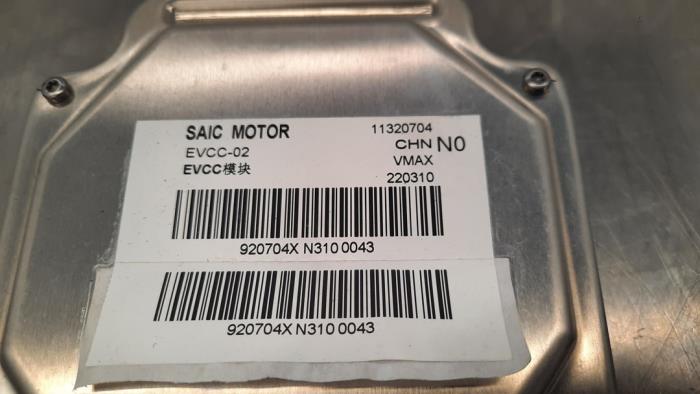 SAIC MOTOR 11320704
EVCC-02 CHN N0
EVCC模块 VMAX
220310
920704X N310 0043
920704X N310 0043